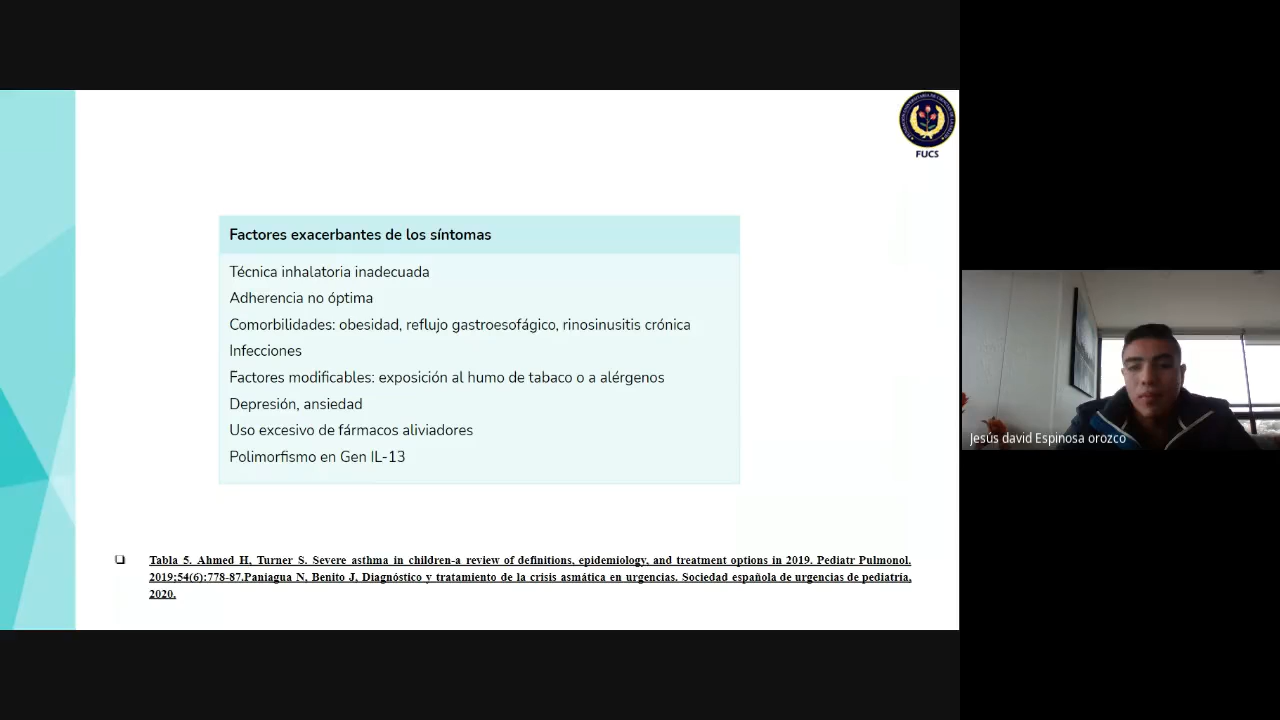 FUCS
Factores exacerbantes de los síntomas
Técnica inhalatoria inadecuada
Adherencia no óptima
Comorbilidades: obesidad, reflujo gastroesofágico, rinosinusitis crónica
Infecciones
Factores modificables: exposición al humo de tabaco o a alérgenos
Depresión, ansiedad
Uso excesivo de fármacos aliviadores
Polimorfismo en Gen IL-13
Tabla 5. Ahmed H, Turner S. Severe asthma in children-a review of definitions, epidemiology, and treatment options in 2019. Pediatr Pulmonol.
2019;54(6):778-87.Paniagua N, Benito J, Diagnóstico y tratamiento de la crisis asmática en urgencias. Sociedad española de urgencias de pediatría,
2020.
Jesús david Espinosa orozco